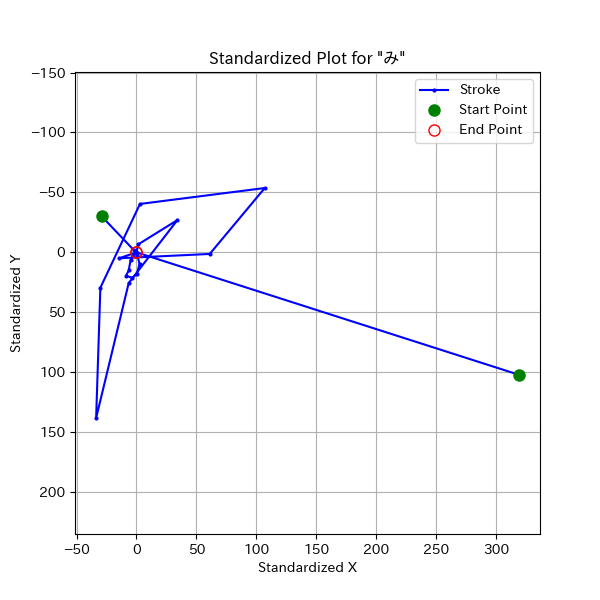 Standardized Plot for "み"
Stroke
Start Point
End Point
−150
−100
−50
0
50
100
150
200
Standardized Y
−50
0
50
100
150
200
250
300
Standardized X